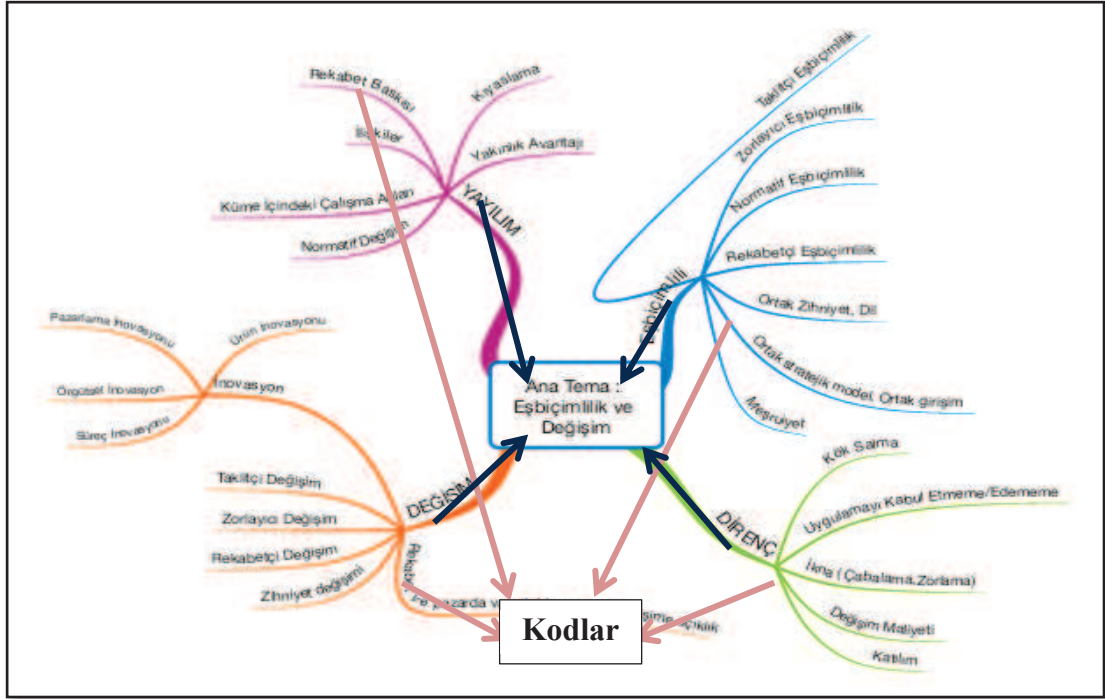 Rekabet Baskısı
Kıyaslama
İlişkiler
Yakınlık Avantajı
Küme İçindeki Çalışma
Normatif Değişim
YAYILIM
Taklitçi Eşbiçimlilik
Zorlayıcı Eşbiçimlilik
Normatif Eşbiçimlilik
Rekabetçi Eşbiçimlilik
Ortak Zihniyet, Dil
Ortak stratejik model, Ortak girişim
Meşruiyet
Eşbiçimlili
Ana Tema :
Eşbiçimlilik ve
Değişim
Pazarlama İnovasyonu
Ürün İnovasyonu
Örgütsel İnovasyon
Süreç İnovasyonu
İnovasyon
Taklitçi Değişim
Zorlayıcı Değişim
Rekabetçi Değişim
Zihniyet değişimi
DEĞİŞİM
pazarda
açıklık
DİRENÇ
Kök Salma
Uygulamayı Kabul Etmeme/Edememe
İkna ( Çabalama,Zorlama)
Değişim Maliyeti
Katılım
Kodlar